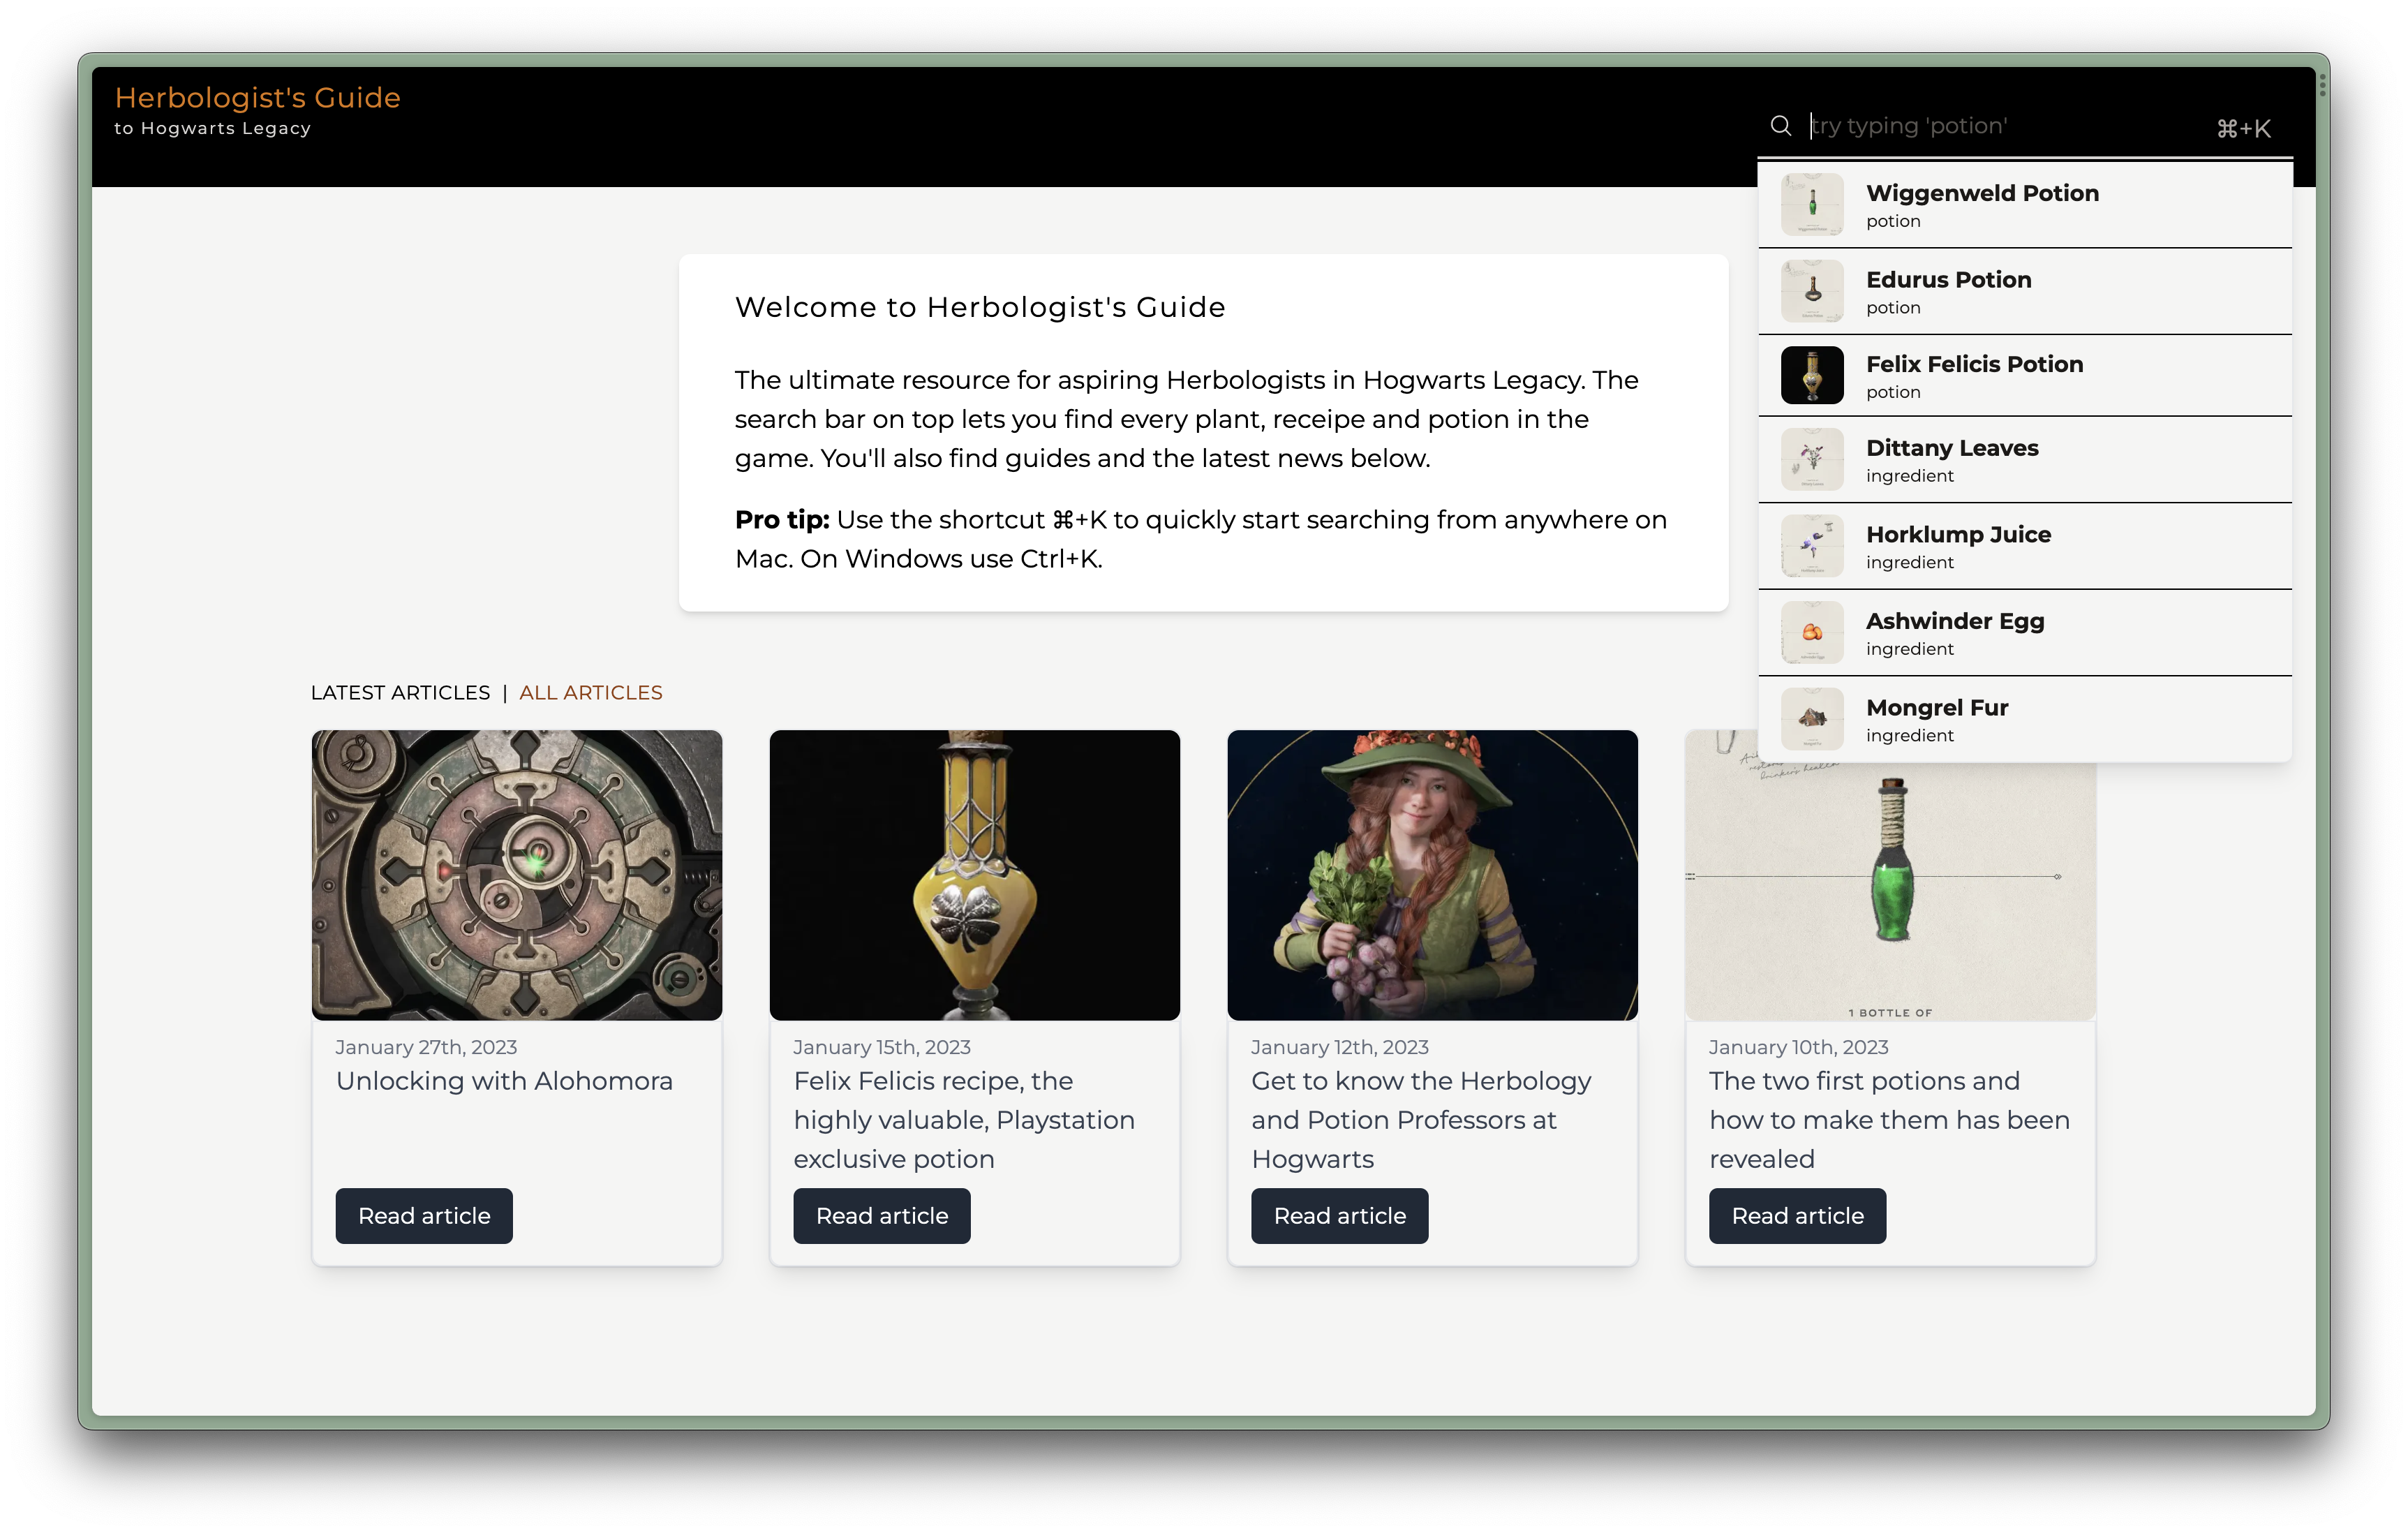 Herbologist's Guide
to Hogwarts Legacy
try typing 'potion'
⌘+K
Wiggenweld Potion
potion
Edurus Potion
potion
Felix Felicis Potion
potion
Dittany Leaves
ingredient
Horklump Juice
ingredient
Ashwinder Egg
ingredient
Mongrel Fur
ingredient
Welcome to Herbologist's Guide
The ultimate resource for aspiring Herbologists in Hogwarts Legacy. The
search bar on top lets you find every plant, receipe and potion in the
game. You'll also find guides and the latest news below.
Pro tip: Use the shortcut ⌘+K to quickly start searching from anywhere on
Mac. On Windows use Ctrl+K.
LATEST ARTICLES | ALL ARTICLES
January 27th, 2023
Unlocking with Alohomora
Read article
January 15th, 2023
Felix Felicis recipe, the
highly valuable, Playstation
exclusive potion
Read article
January 12th, 2023
Get to know the Herbology
and Potion Professors at
Hogwarts
Read article
drinker's health
1 BOTTLE OF
January 10th, 2023
The two first potions and
how to make them has been
revealed
Read article